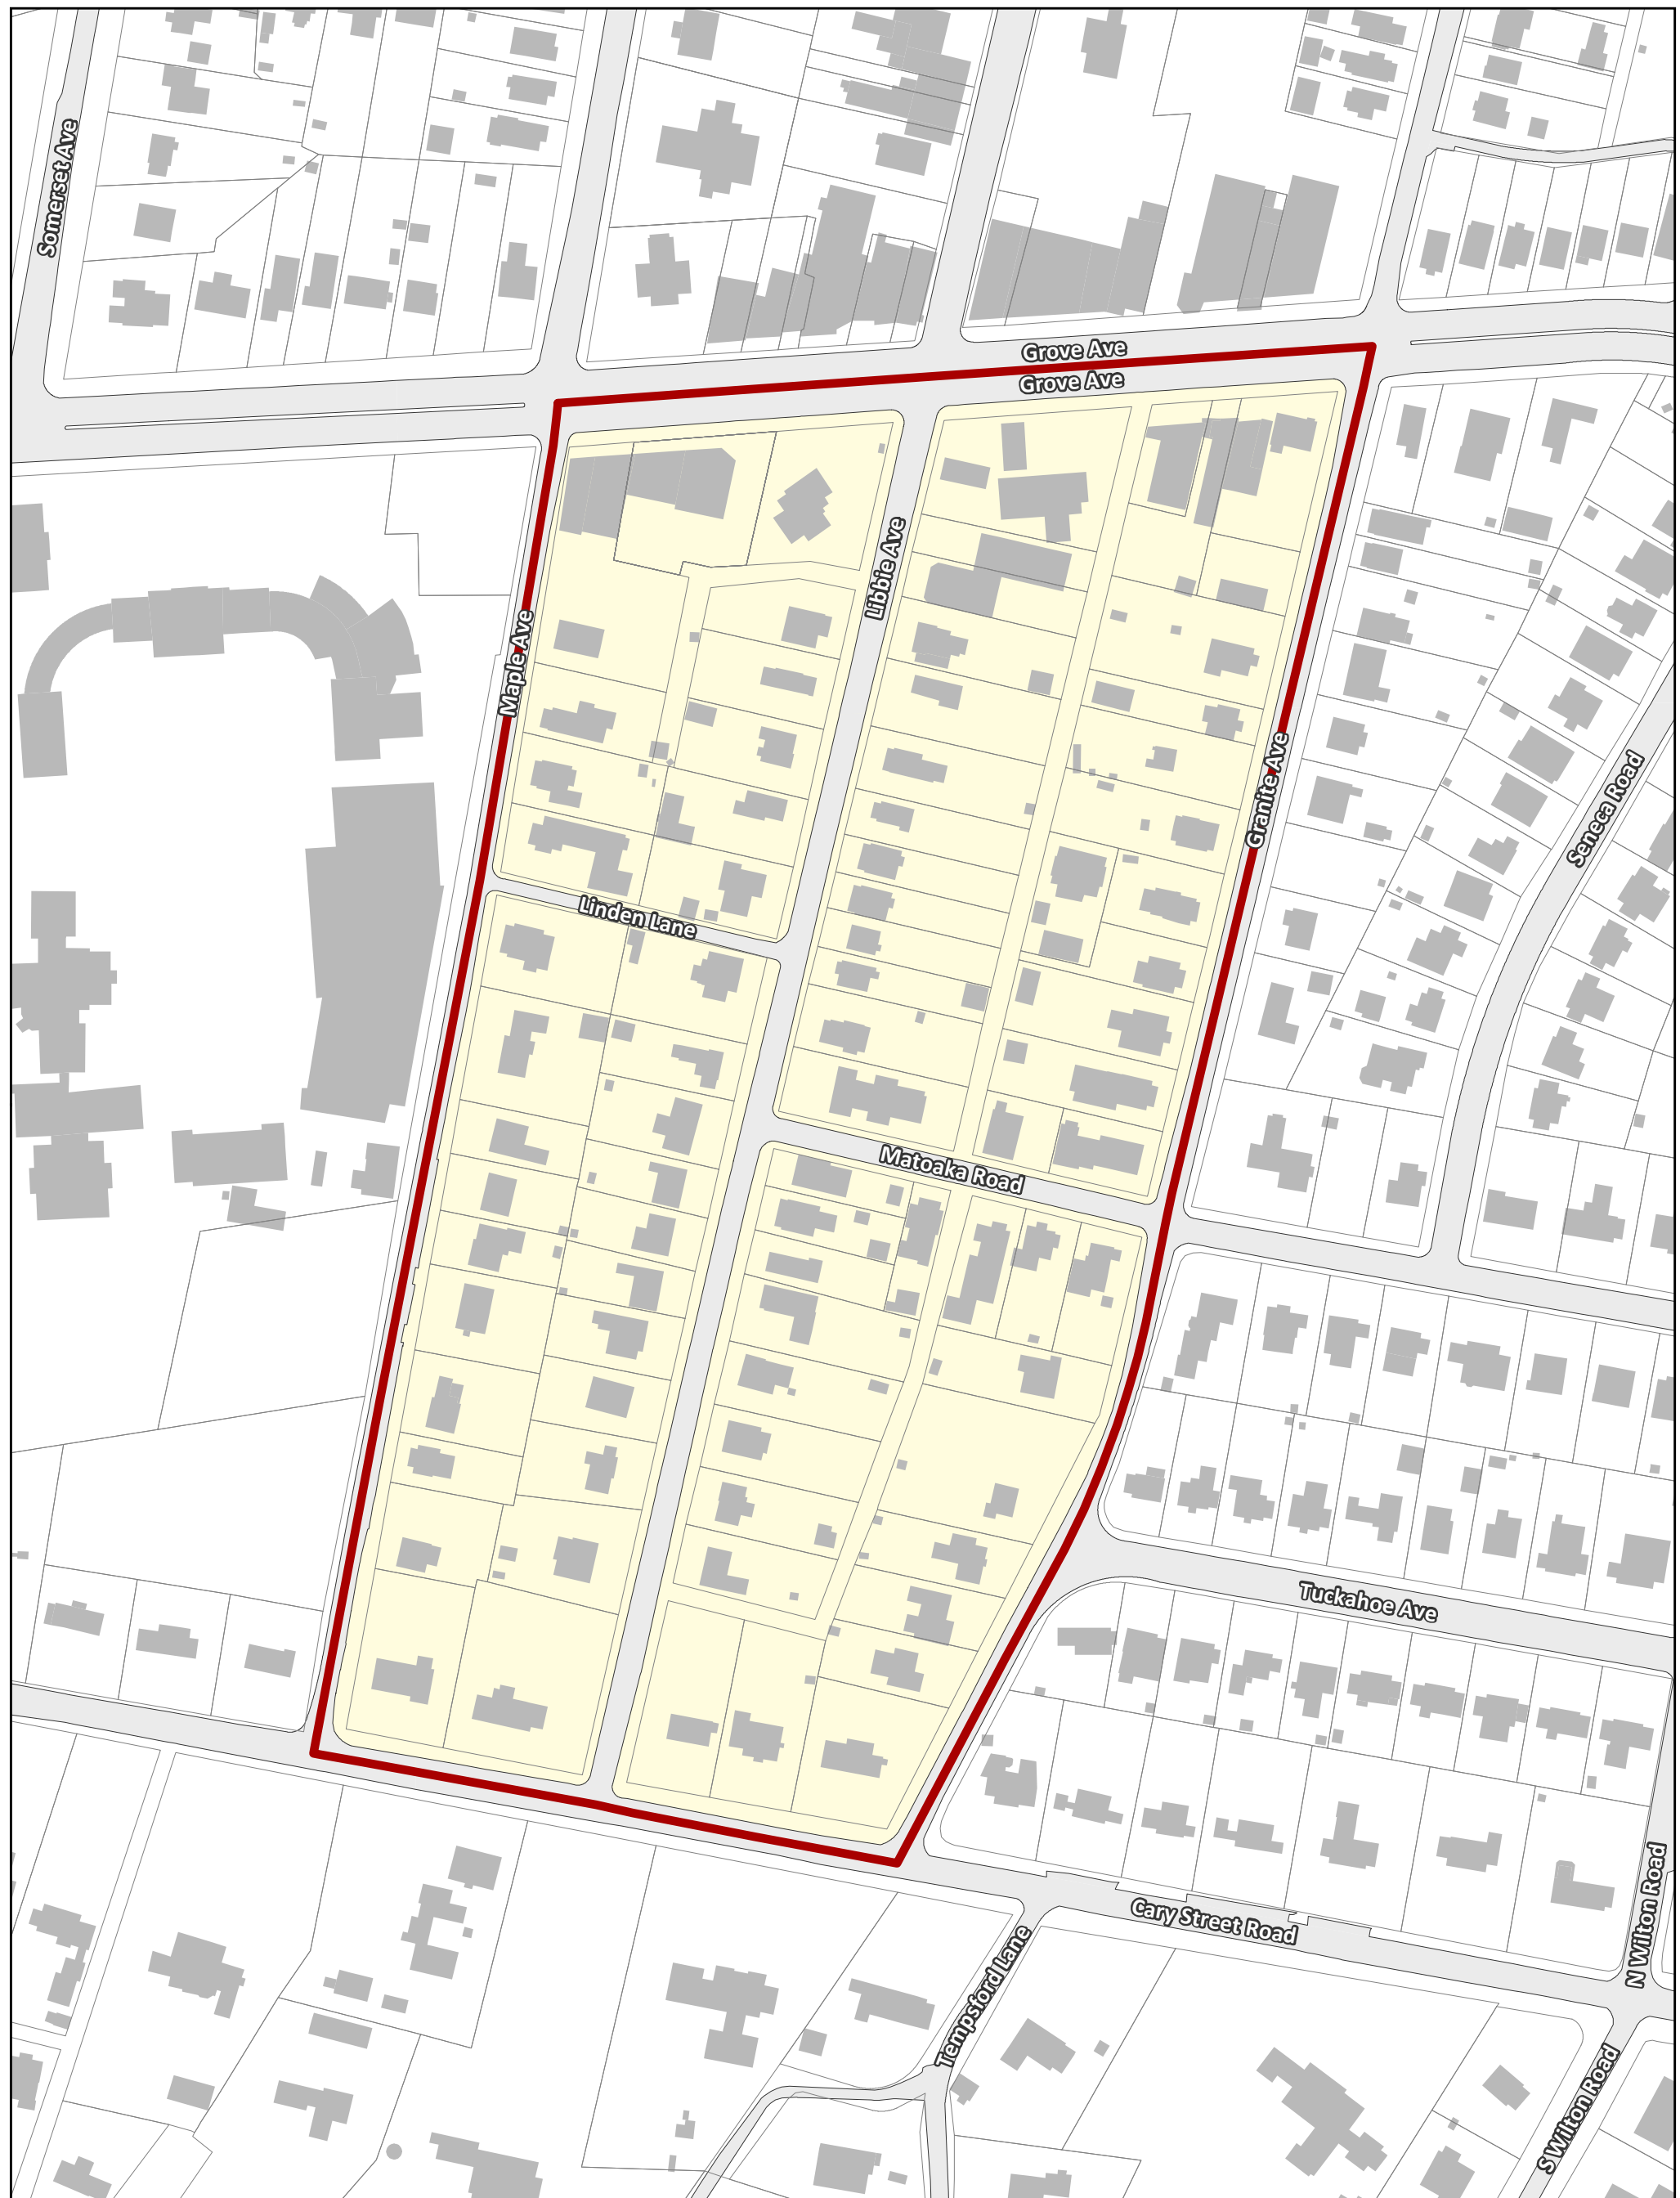 Somerset Ave
Grove Ave
Grove Ave
Libbie Ave
Maple Ave
Granite Ave
Seneca Road
Linden Lane
Matoaka Road
Tuckahoe Ave
Cary Street Road
N Wilton Road
Tempsford Lane
S Wilton Road